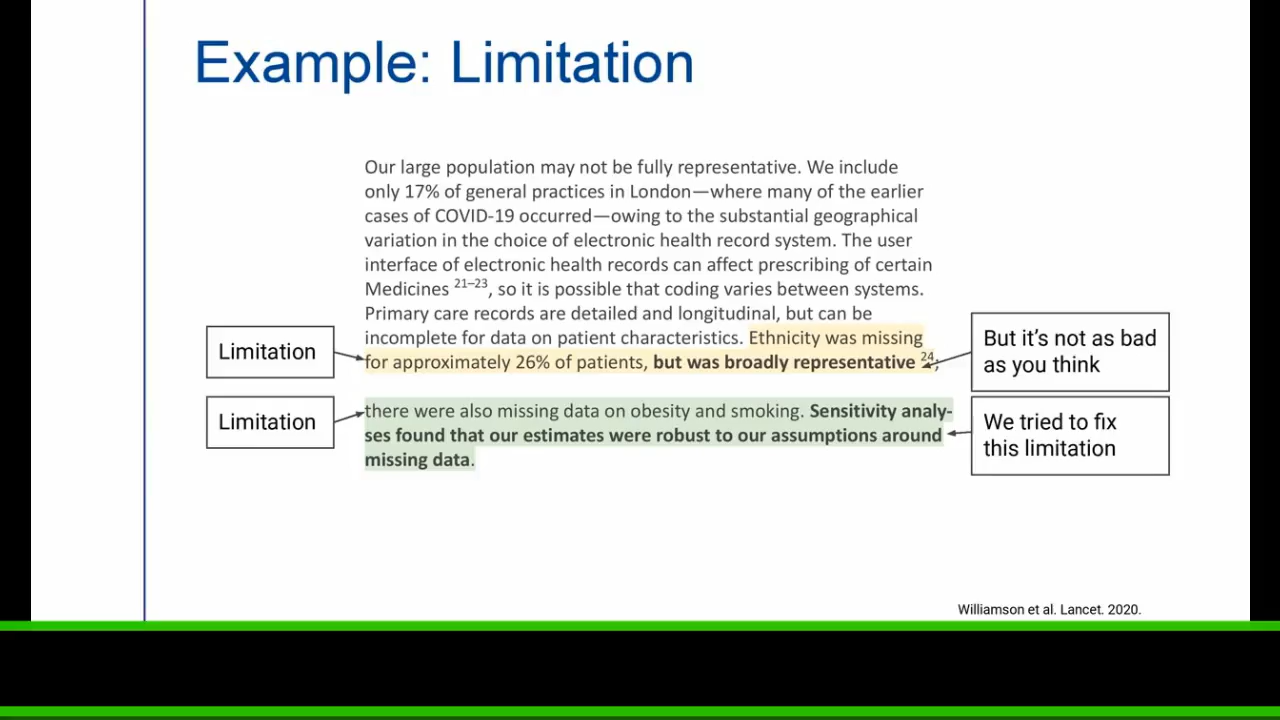 Example: Limitation
Our large population may not be fully representative. We include
only 17% of general practices in London—where many of the earlier
cases of COVID-19 occurred—owing to the substantial geographical
variation in the choice of electronic health record system. The user
interface of electronic health records can affect prescribing of certain
Medicines 21–23, so it is possible that coding varies between systems.
Primary care records are detailed and longitudinal, but can be
incomplete for data on patient characteristics. Ethnicity was missing
for approximately 26% of patients, but was broadly representative 24;
there were also missing data on obesity and smoking. Sensitivity analy-
ses found that our estimates were robust to our assumptions around
missing data.
Limitation
But it's not as bad
as you think
Limitation
We tried to fix
this limitation
Williamson et al. Lancet. 2020.